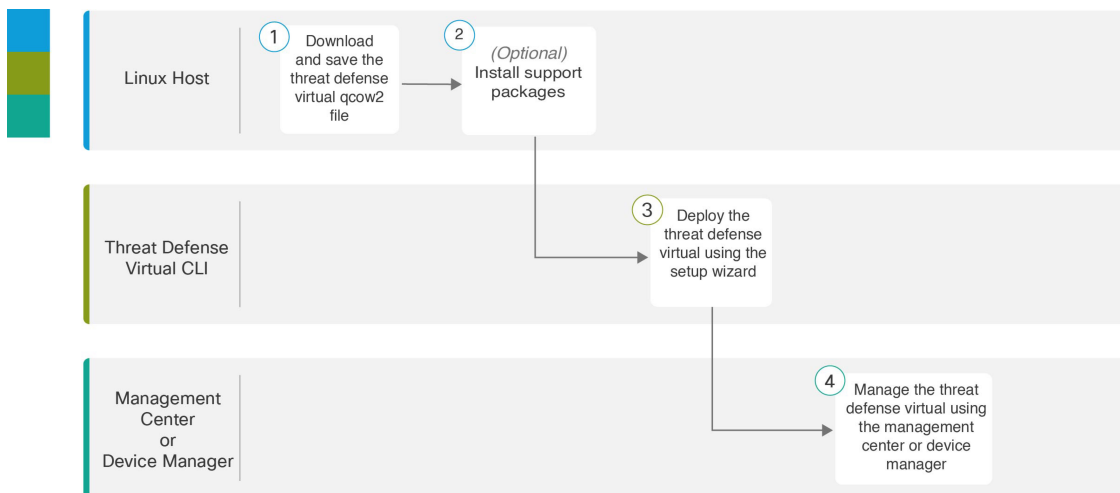 Linux Host
1
Download
and save the
threat defense
virtual qcow2
file
2
(Optional)
Install support
packages
Threat Defense
Virtual CLI
3
Deploy the
threat defense
virtual using the
setup wizard
Management
Center
or
Device Manager
4
Manage the threat
defense virtual using
the management
center or device
manager